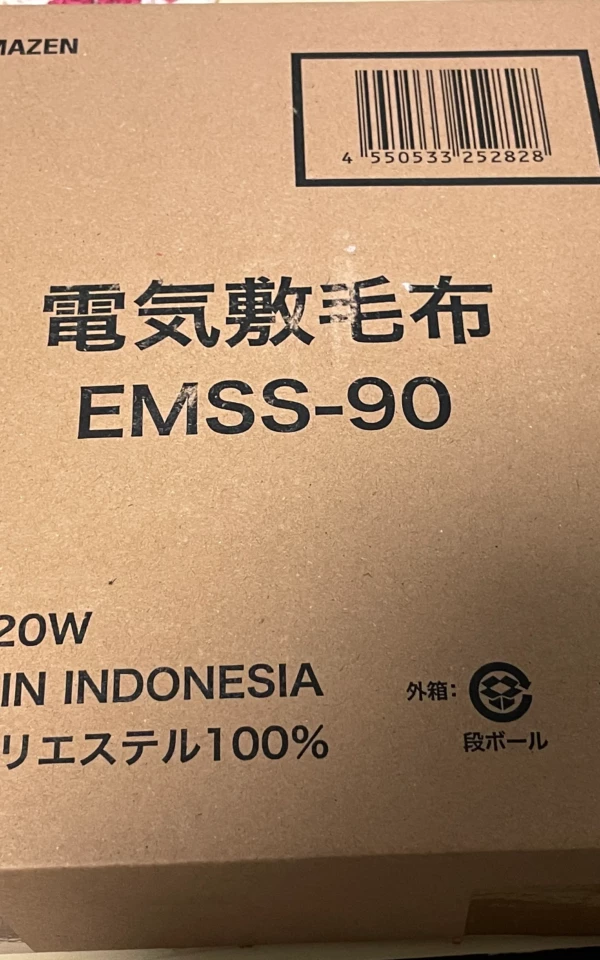 MAZEN
4 550533 252828
電気敷毛布
EMSS-90
20W
IN INDONESIA
リエステル100%
外箱:
段ボール